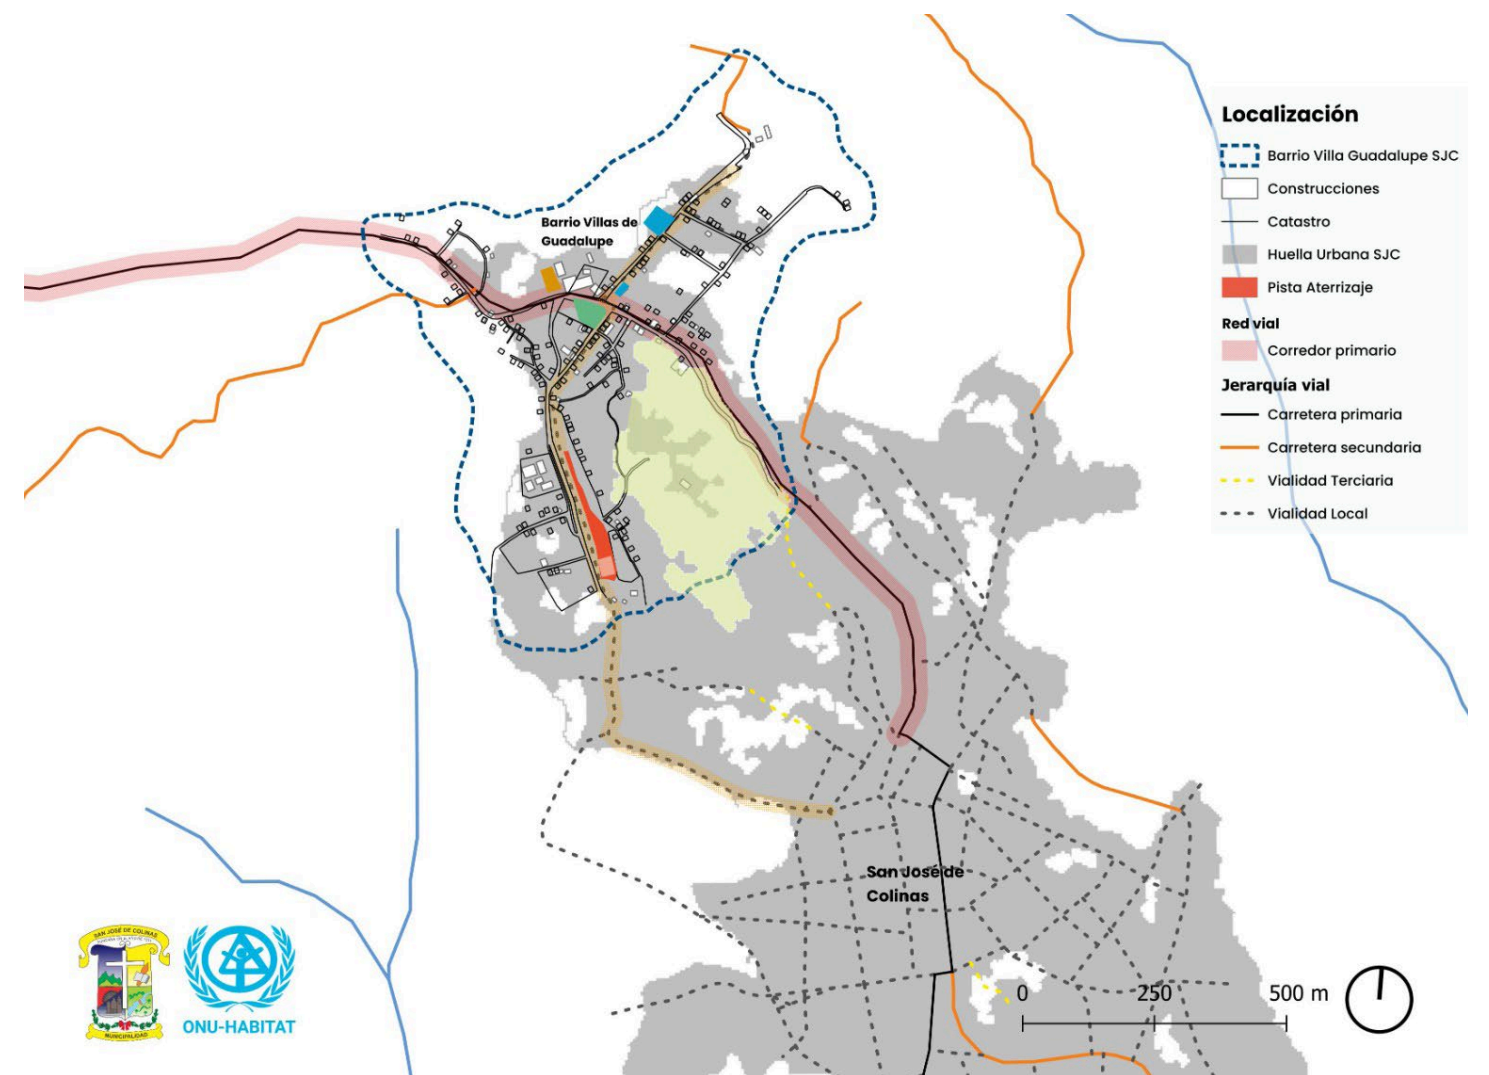 Localización
Barrio Villa Guadalupe SJC
Construcciones
Catastro
Huella Urbana SJC
Pista Aterrizaje
Red vial
Corredor primario
Jerarquía vial
Carretera primaria
Carretera secundaria
Vialidad Terciaria
Vialidad Local
Barrio Villas de
Guadalupe
San José de
Colinas
SAN JOSÉ DE COLINAS
MUNICIPALIDAD
ONU-HABITAT
0 250 500 m